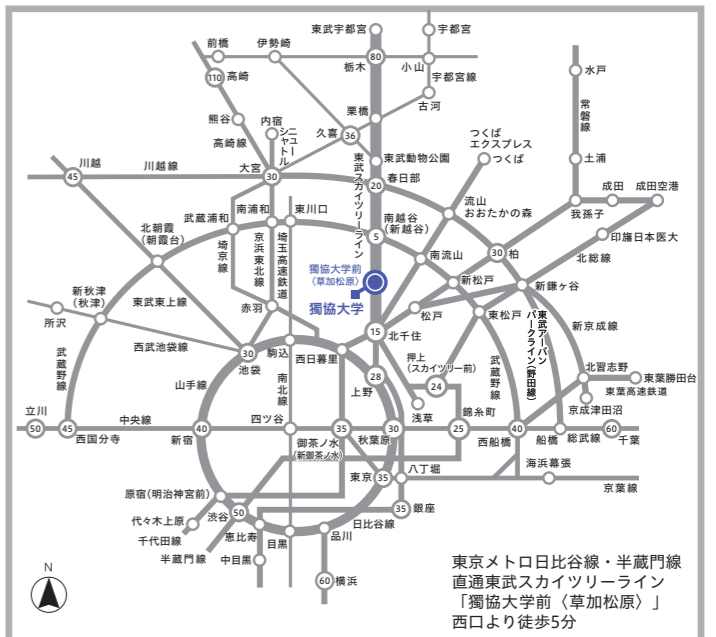 東武宇都宮
宇都宮
前橋
伊勢崎
80
栃木
小山
水戸
110
高崎
宇都宮線
古河
栗橋
常磐線
熊谷
高崎線
内宿
ニューシャトル
久喜
36
つくば
エクスプレス
つくば
東武動物公園
土浦
川越
45
川越線
大宮
30
東武スカイツリーライン
20
春日部
流山
おおたかの森
我孫子
成田
成田空港
武蔵浦和
南浦和
東川口
南越谷
(新越谷)
5
北朝霞
(朝霞台)
埼京線
京浜東北線
埼玉高速鉄道
南流山
30
柏
印旛日本医大
北総線
獨協大学前
〈草加松原〉
獨協大学
新松戸
新鎌ヶ谷
新秋津
(秋津)
東武東上線
赤羽
松戸
東松戸
東武アーバン
パークライン(野田線)
新京成線
所沢
西武池袋線
15
北千住
30
池袋
駒込
西日暮里
押上
(スカイツリー前)
武蔵野線
山手線
南北線
28
上野
24
浅草
武蔵野線
北習志野
東葉勝田台
東葉高速鉄道
京成津田沼
立川
50
45
西国分寺
中央線
40
新宿
四ツ谷
35
御茶ノ水
(新御茶ノ水)
秋葉原
30
錦糸町
25
西船橋
40
船橋
総武線
60
千葉
東京
35
八丁堀
海浜幕張
京葉線
原宿(明治神宮前)
渋谷
50
35
銀座
代々木上原
千代田線
恵比寿
日比谷線
半蔵門線
中目黒
目黒
品川
60
横浜
N
東京メトロ日比谷線・半蔵門線
直通東武スカイツリーライン
「獨協大学前〈草加松原〉」
西口より徒歩5分